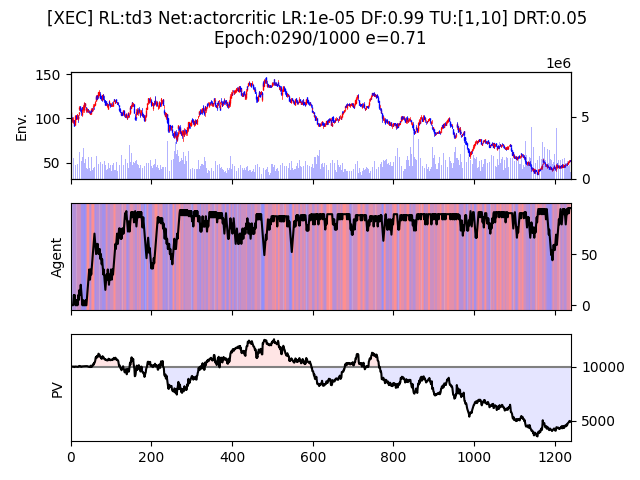 [XEC] RL:td3 Net:actorcritic LR:1e-05 DF:0.99 TU:[1,10] DRT:0.05
Epoch:0290/1000 e=0.71
1e6
150
100
50
Env.
5
0
Agent
50
0
PV
10000
5000
0 200 400 600 800 1000 1200